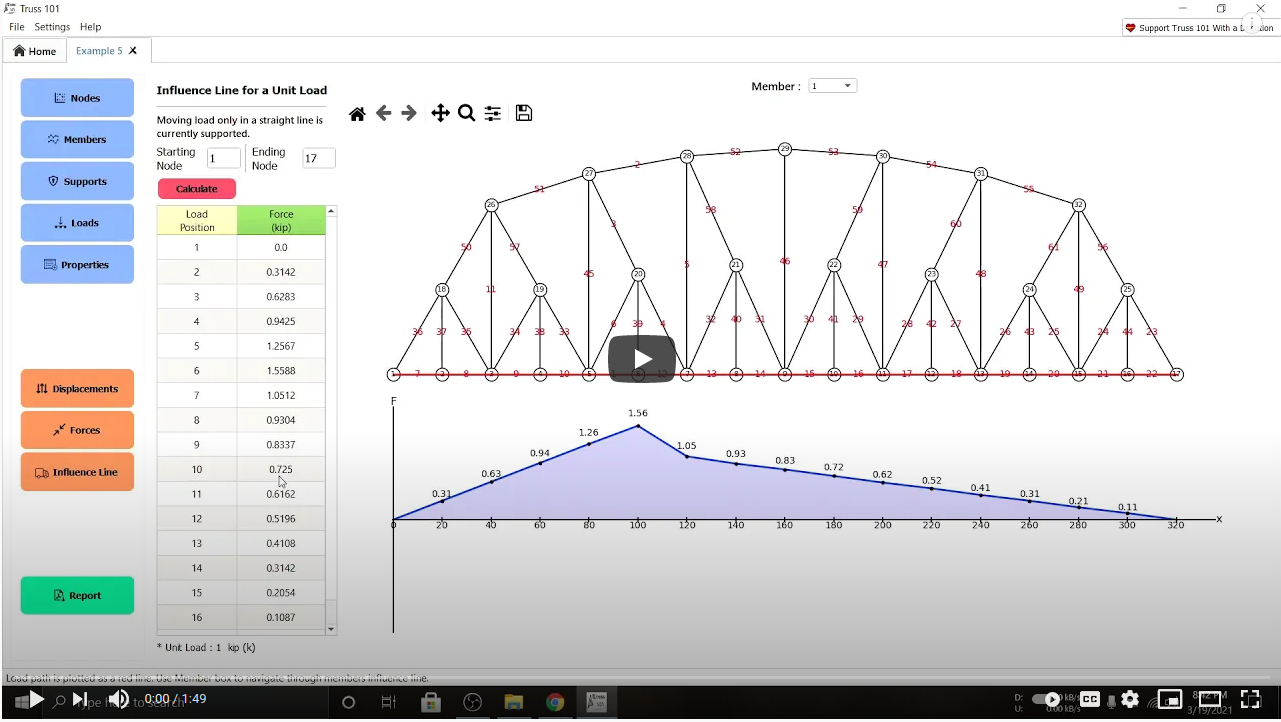 Truss 101
File Settings Help
Support Truss 101 With a
Home Example 5
Nodes
Members
Supports
Loads
Properties
Displacements
Forces
Influence Line
Report
Influence Line for a Unit Load
Moving load only in a straight line is
currently supported.
Starting Node 1 Ending Node 17
Calculate
Load Position Force (kip)
1 0.0
2 0.3142
3 0.6283
4 0.9425
5 1.2567
6 1.5588
7 1.0512
8 0.9304
9 0.8337
10 0.725
11 0.6162
12 0.5196
13 0.4108
14 0.3142
15 0.2054
16 0.1087
* Unit Load : 1 kip (k)
Member : 1
29
52 53
28 30
2 54
27 31
51 55
26 32
58 59
3 60
50 57 61 56
46
21 22
5 47
45 20 23 48
18 11 19 24 49 25
32 40 31 30 41 29
6 39 4 28 42 27
36 37 35 34 38 33 26 43 25 24 44 23
1 7 2 8 3 9 4 10 5 12 7 13 8 14 9 15 10 16 11 17 12 18 13 19 14 20 15 21 16 22 17
F
1.56
1.26
1.05
0.94
0.93
0.83
0.72
0.63
0.62
0.52
0.41
0.31
0.31
0.21
0.11
0 20 40 60 80 100 120 140 160 180 200 220 240 260 280 300 320 X
Load path is plotted as a red line. Use Member box to navigate through members influence line.
0:00 / 1:49
Type here to search
D: kB/s
U: 0.00 kB/s
CC
8:42 PM
3/19/2021